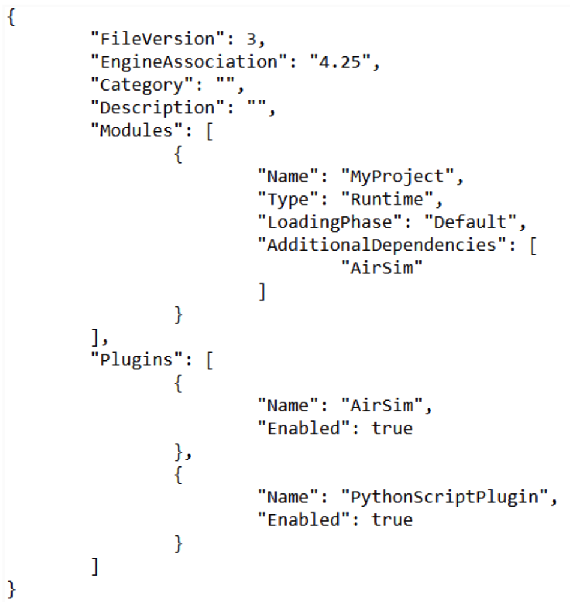 {
"FileVersion": 3,
"EngineAssociation": "4.25",
"Category": "",
"Description": "",
"Modules": [
{
"Name": "MyProject",
"Type": "Runtime",
"LoadingPhase": "Default",
"AdditionalDependencies": [
"AirSim"
]
}
],
"Plugins": [
{
"Name": "AirSim",
"Enabled": true
},
{
"Name": "PythonScriptPlugin",
"Enabled": true
}
]
}